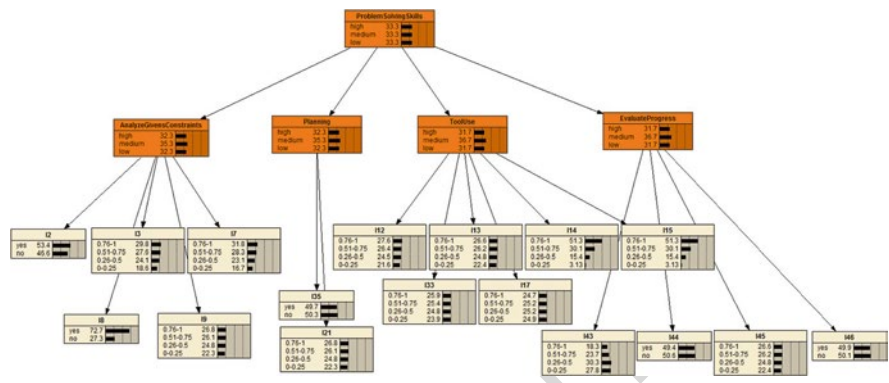 ProblemSolvingSkills
high 33.3
medium 33.3
low 33.3
AnalyzeGivensConstraints
high 32.3
medium 35.3
low 32.3
Planning
high 32.3
medium 35.3
low 32.3
ToolUse
high 31.7
medium 36.7
low 31.7
EvaluateProgress
high 31.7
medium 36.7
low 31.7
I2
yes 53.4
no 46.6
I3
0.76-1 29.8
0.51-0.75 27.6
0.26-0.5 24.1
0-0.25 18.6
I7
0.76-1 31.8
0.51-0.75 28.3
0.26-0.5 23.1
0-0.25 16.7
I12
0.76-1 27.6
0.51-0.75 26.4
0.26-0.5 24.5
0-0.25 21.6
I13
0.76-1 26.6
0.51-0.75 26.2
0.26-0.5 24.8
0-0.25 22.4
I14
0.76-1 51.3
0.51-0.75 30.1
0.26-0.5 15.4
0-0.25 3.13
I15
0.76-1 51.3
0.51-0.75 30.1
0.26-0.5 15.4
0-0.25 3.13
I33
0.76-1 25.9
0.51-0.75 25.4
0.26-0.5 24.8
0-0.25 23.9
I17
0.76-1 24.7
0.51-0.75 25.2
0.26-0.5 25.2
0-0.25 24.9
I35
yes 49.7
no 50.3
I8
yes 72.7
no 27.3
I9
0.76-1 26.8
0.51-0.75 26.1
0.26-0.5 24.8
0-0.25 22.3
I21
0.76-1 26.8
0.51-0.75 26.1
0.26-0.5 24.8
0-0.25 22.3
I43
0.76-1 18.3
0.51-0.75 23.7
0.26-0.5 30.3
0-0.25 27.8
I44
yes 49.4
no 50.6
I45
0.76-1 26.6
0.51-0.75 26.2
0.26-0.5 24.8
0-0.25 22.4
I46
yes 49.9
no 50.1